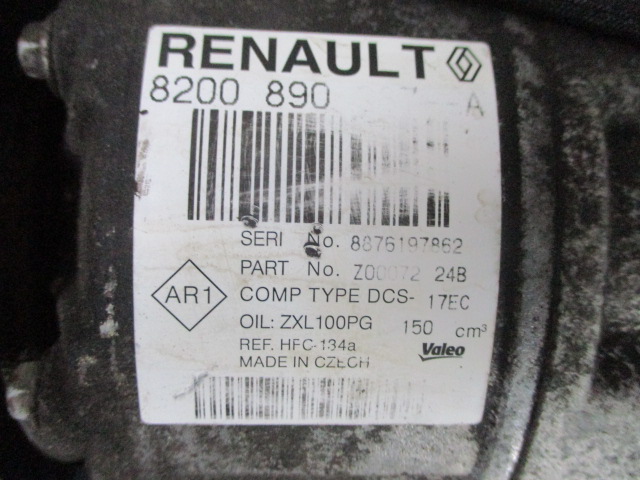 RENAULT
8200 890
A
SERI No. 8876197862
PART No. 24B
AR1
COMP TYPE DCS-17EC
OIL: ZXL100PG 150 cm³
REF. HFC-134a
Valeo
MADE IN CZECH